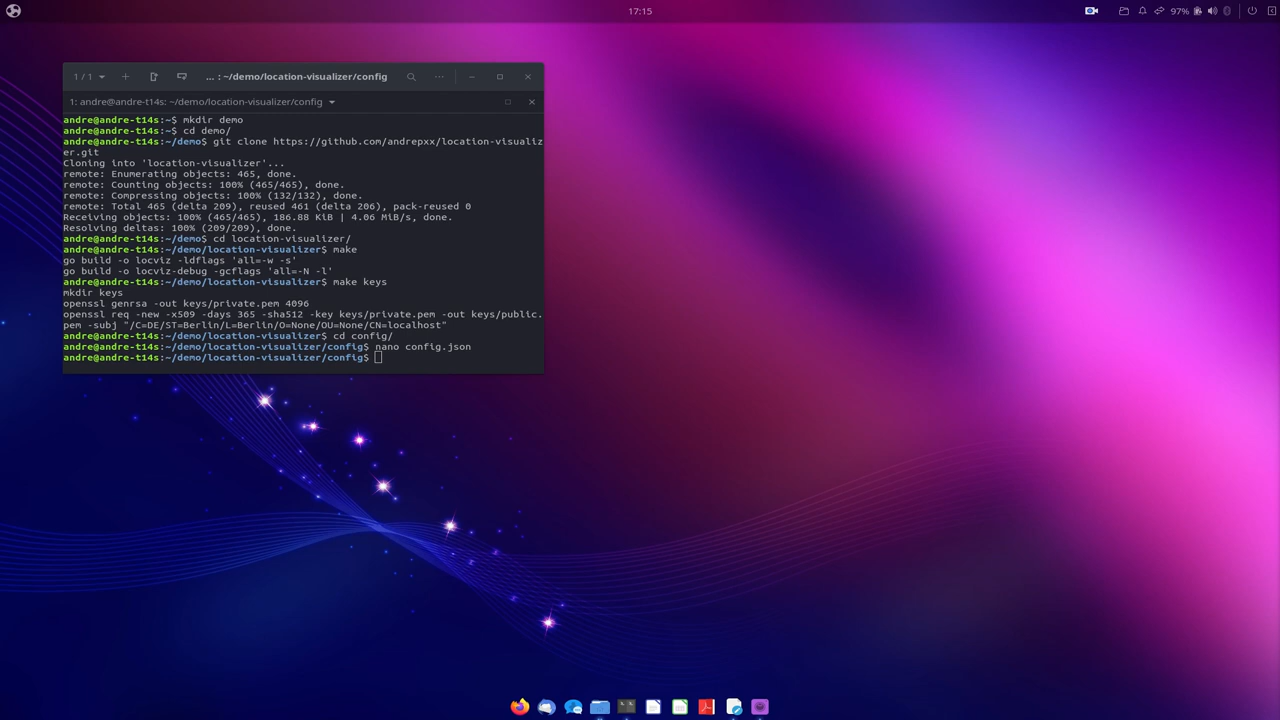 17:15
97%
1 / 1
... : ~/demo/location-visualizer/config
1: andre@andre-t14s: ~/demo/location-visualizer/config
andre@andre-t14s:~$ mkdir demo
andre@andre-t14s:~$ cd demo/
andre@andre-t14s:~/demo$ git clone https://github.com/andrepxx/location-visualiz
er.git
Cloning into 'location-visualizer'...
remote: Enumerating objects: 465, done.
remote: Counting objects: 100% (465/465), done.
remote: Compressing objects: 100% (132/132), done.
remote: Total 465 (delta 209), reused 461 (delta 206), pack-reused 0
Receiving objects: 100% (465/465), 186.88 KiB | 4.06 MiB/s, done.
Resolving deltas: 100% (209/209), done.
andre@andre-t14s:~/demo$ cd location-visualizer/
andre@andre-t14s:~/demo/location-visualizer$ make
go build -o locviz -ldflags 'all=-w -s'
go build -o locviz-debug -gcflags 'all=-N -l'
andre@andre-t14s:~/demo/location-visualizer$ make keys
mkdir keys
openssl genrsa -out keys/private.pem 4096
openssl req -new -x509 -days 365 -sha512 -key keys/private.pem -out keys/public.
pem -subj "/C=DE/ST=Berlin/L=Berlin/O=None/OU=None/CN=localhost"
andre@andre-t14s:~/demo/location-visualizer$ cd config/
andre@andre-t14s:~/demo/location-visualizer/config$ nano config.json
andre@andre-t14s:~/demo/location-visualizer/config$